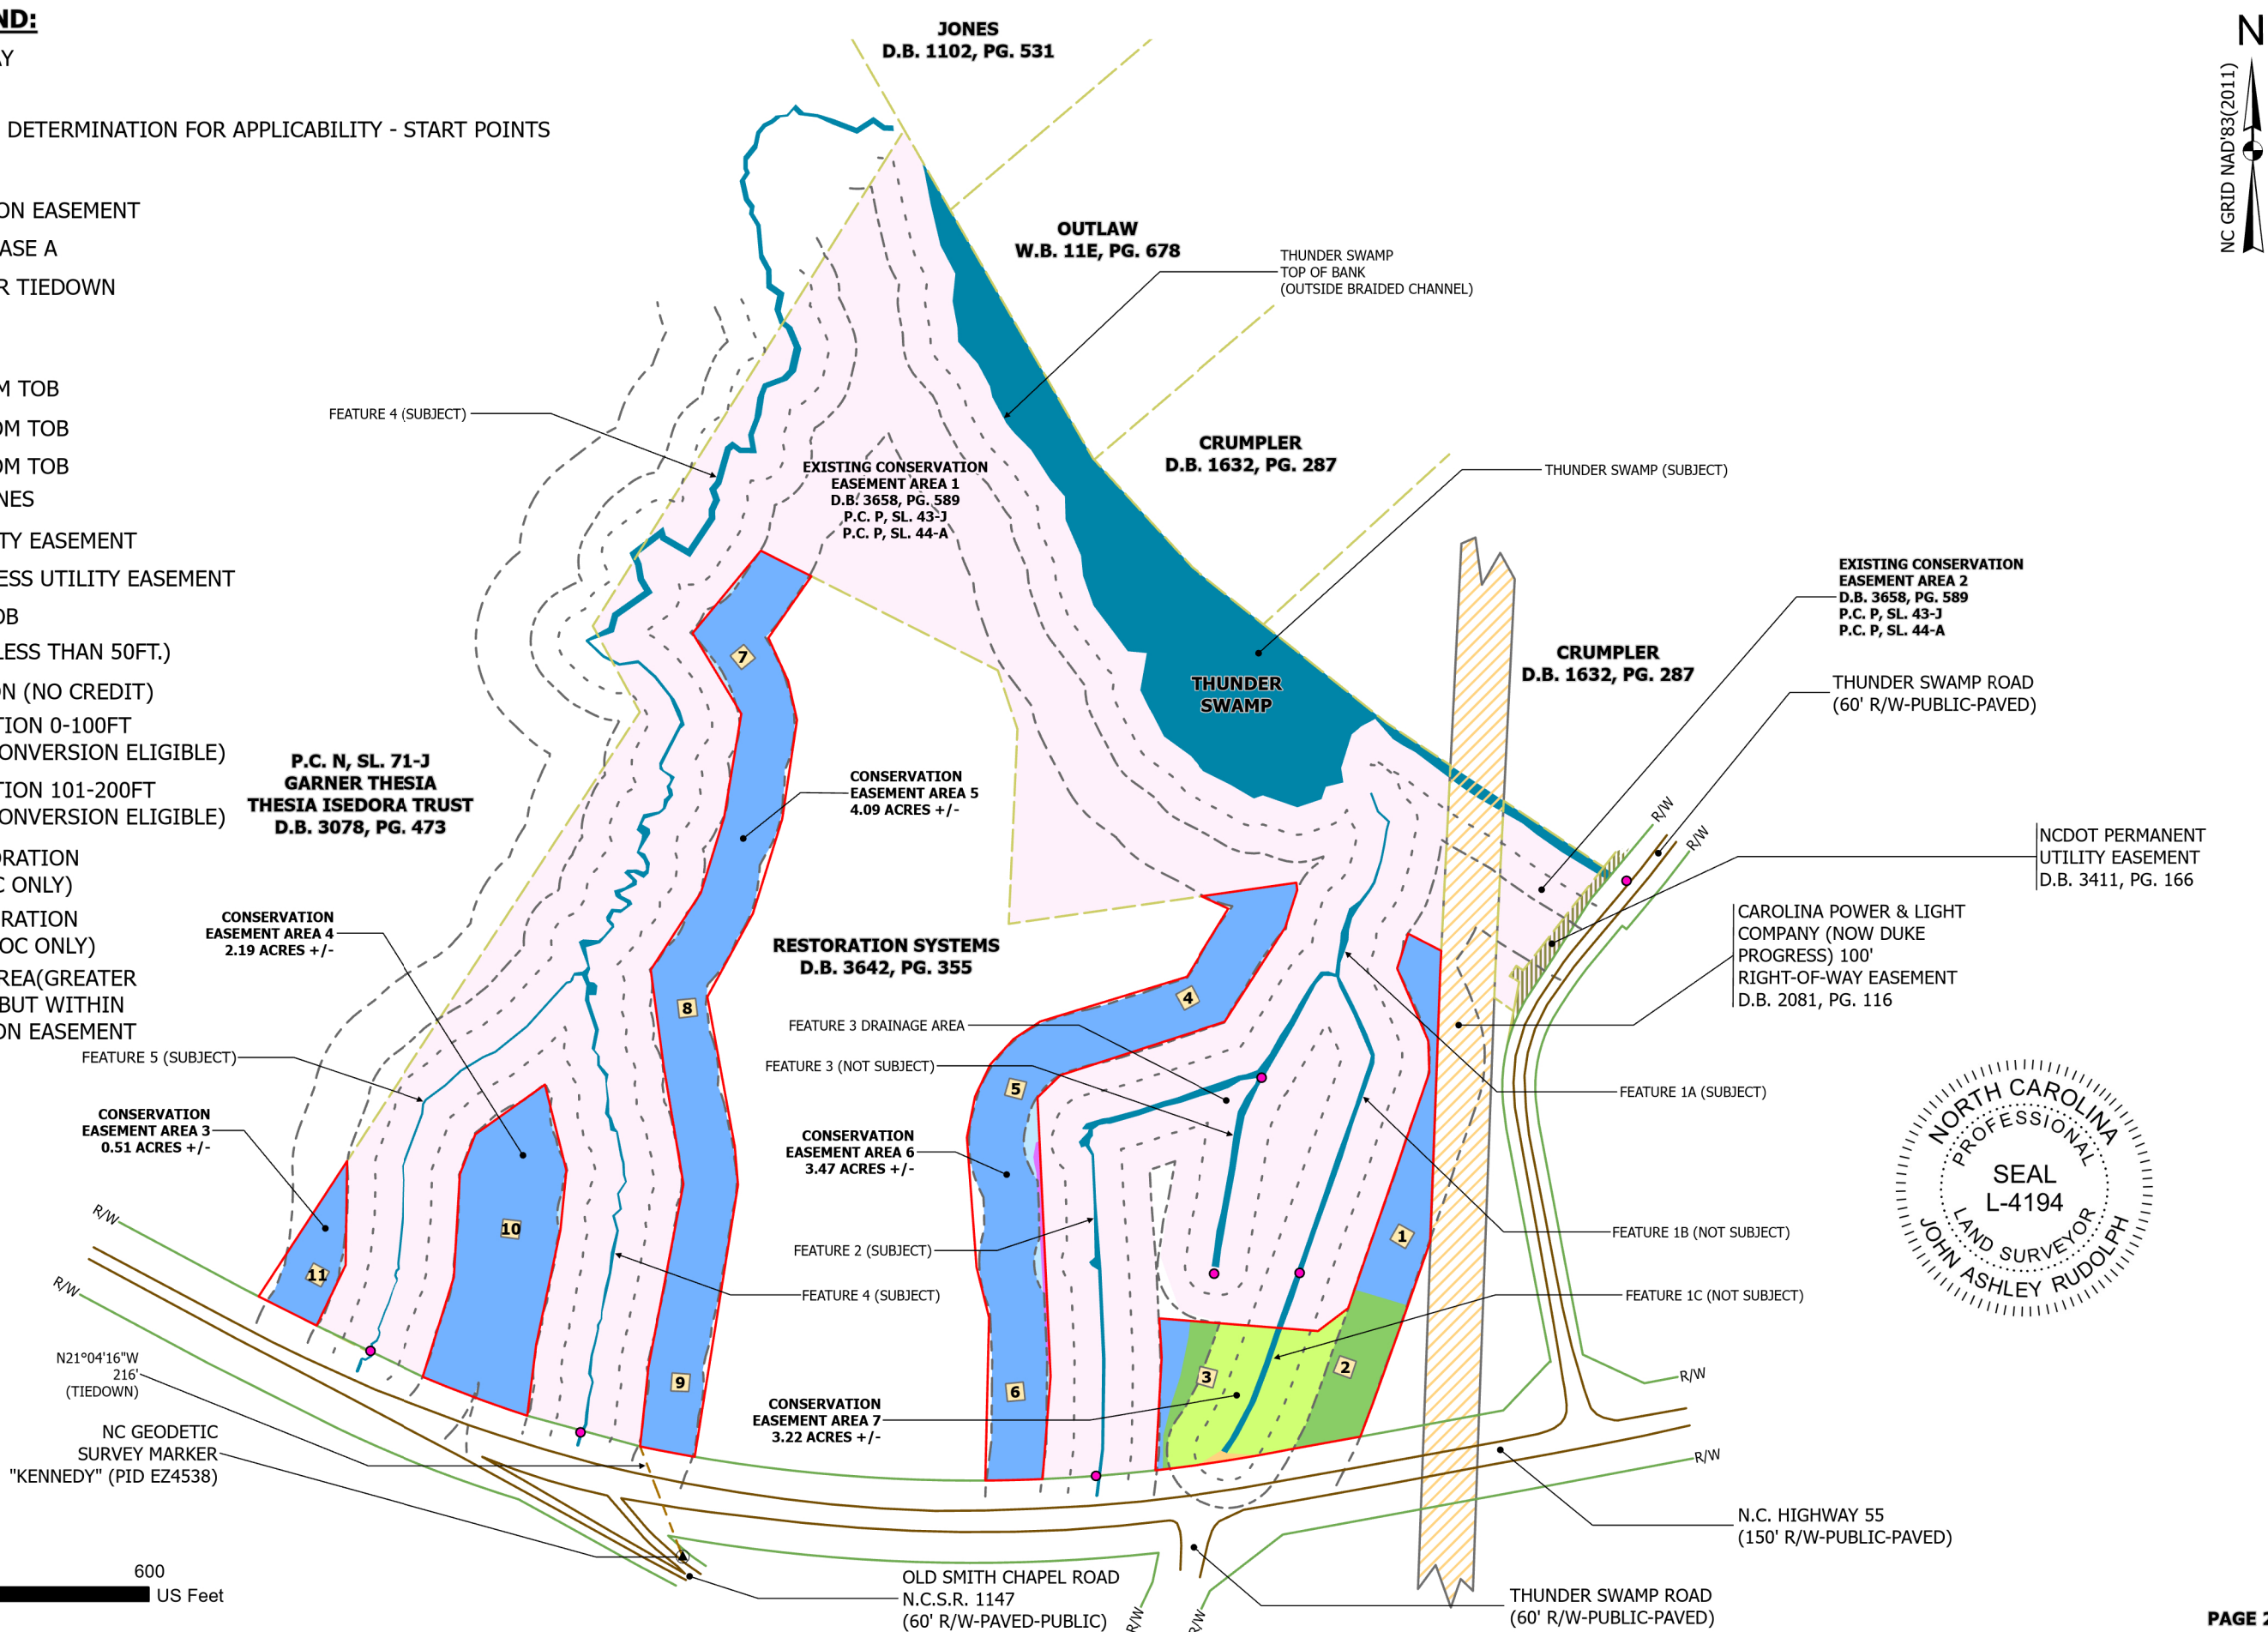 ND:
AY
DETERMINATION FOR APPLICABILITY - START POINTS
ON EASEMENT
ASE A
R TIEDOWN
M TOB
OM TOB
OM TOB
NES
TY EASEMENT
ESS UTILITY EASEMENT
OB
LESS THAN 50FT.)
ON (NO CREDIT)
TION 0-100FT
ONVERSION ELIGIBLE)
TION 101-200FT
ONVERSION ELIGIBLE)
ORATION
C ONLY)
RATION
OC ONLY)
REA(GREATER
BUT WITHIN
ON EASEMENT
JONES
D.B. 1102, PG. 531
OUTLAW
W.B. 11E, PG. 678
THUNDER SWAMP
TOP OF BANK
(OUTSIDE BRAIDED CHANNEL)
N
NC GRID NAD'83(2011)
FEATURE 4 (SUBJECT)
EXISTING CONSERVATION
EASEMENT AREA 1
D.B. 3658, PG. 589
P.C. P, SL. 43-J
P.C. P, SL. 44-A
CRUMPLER
D.B. 1632, PG. 287
THUNDER SWAMP (SUBJECT)
EXISTING CONSERVATION
EASEMENT AREA 2
D.B. 3658, PG. 589
P.C. P, SL. 43-J
P.C. P, SL. 44-A
CRUMPLER
D.B. 1632, PG. 287
THUNDER SWAMP ROAD
(60' R/W-PUBLIC-PAVED)
THUNDER
SWAMP
7
P.C. N, SL. 71-J
GARNER THESIA
THESIA ISEDORA TRUST
D.B. 3078, PG. 473
CONSERVATION
EASEMENT AREA 5
4.09 ACRES +/-
R/W
R/W
NCDOT PERMANENT
UTILITY EASEMENT
D.B. 3411, PG. 166
CAROLINA POWER & LIGHT
COMPANY (NOW DUKE
PROGRESS) 100'
RIGHT-OF-WAY EASEMENT
D.B. 2081, PG. 116
CONSERVATION
EASEMENT AREA 4
2.19 ACRES +/-
RESTORATION SYSTEMS
D.B. 3642, PG. 355
8
4
FEATURE 3 DRAINAGE AREA
FEATURE 5 (SUBJECT)
FEATURE 3 (NOT SUBJECT)
5
FEATURE 1A (SUBJECT)
CONSERVATION
EASEMENT AREA 3
0.51 ACRES +/-
CONSERVATION
EASEMENT AREA 6
3.47 ACRES +/-
NORTH CAROLINA
PROFESSIONAL
SEAL
L-4194
LAND SURVEYOR
JOHN ASHLEY RUDOLPH
R/W
10
1
FEATURE 2 (SUBJECT)
FEATURE 1B (NOT SUBJECT)
11
R/W
FEATURE 4 (SUBJECT)
FEATURE 1C (NOT SUBJECT)
N21°04'16"W
216'
(TIEDOWN)
9
6
3
2
R/W
CONSERVATION
EASEMENT AREA 7
3.22 ACRES +/-
NC GEODETIC
SURVEY MARKER
"KENNEDY" (PID EZ4538)
R/W
N.C. HIGHWAY 55
(150' R/W-PUBLIC-PAVED)
600
US Feet
OLD SMITH CHAPEL ROAD
N.C.S.R. 1147
(60' R/W-PAVED-PUBLIC)
R/W
R/W
THUNDER SWAMP ROAD
(60' R/W-PUBLIC-PAVED)
PAGE 2